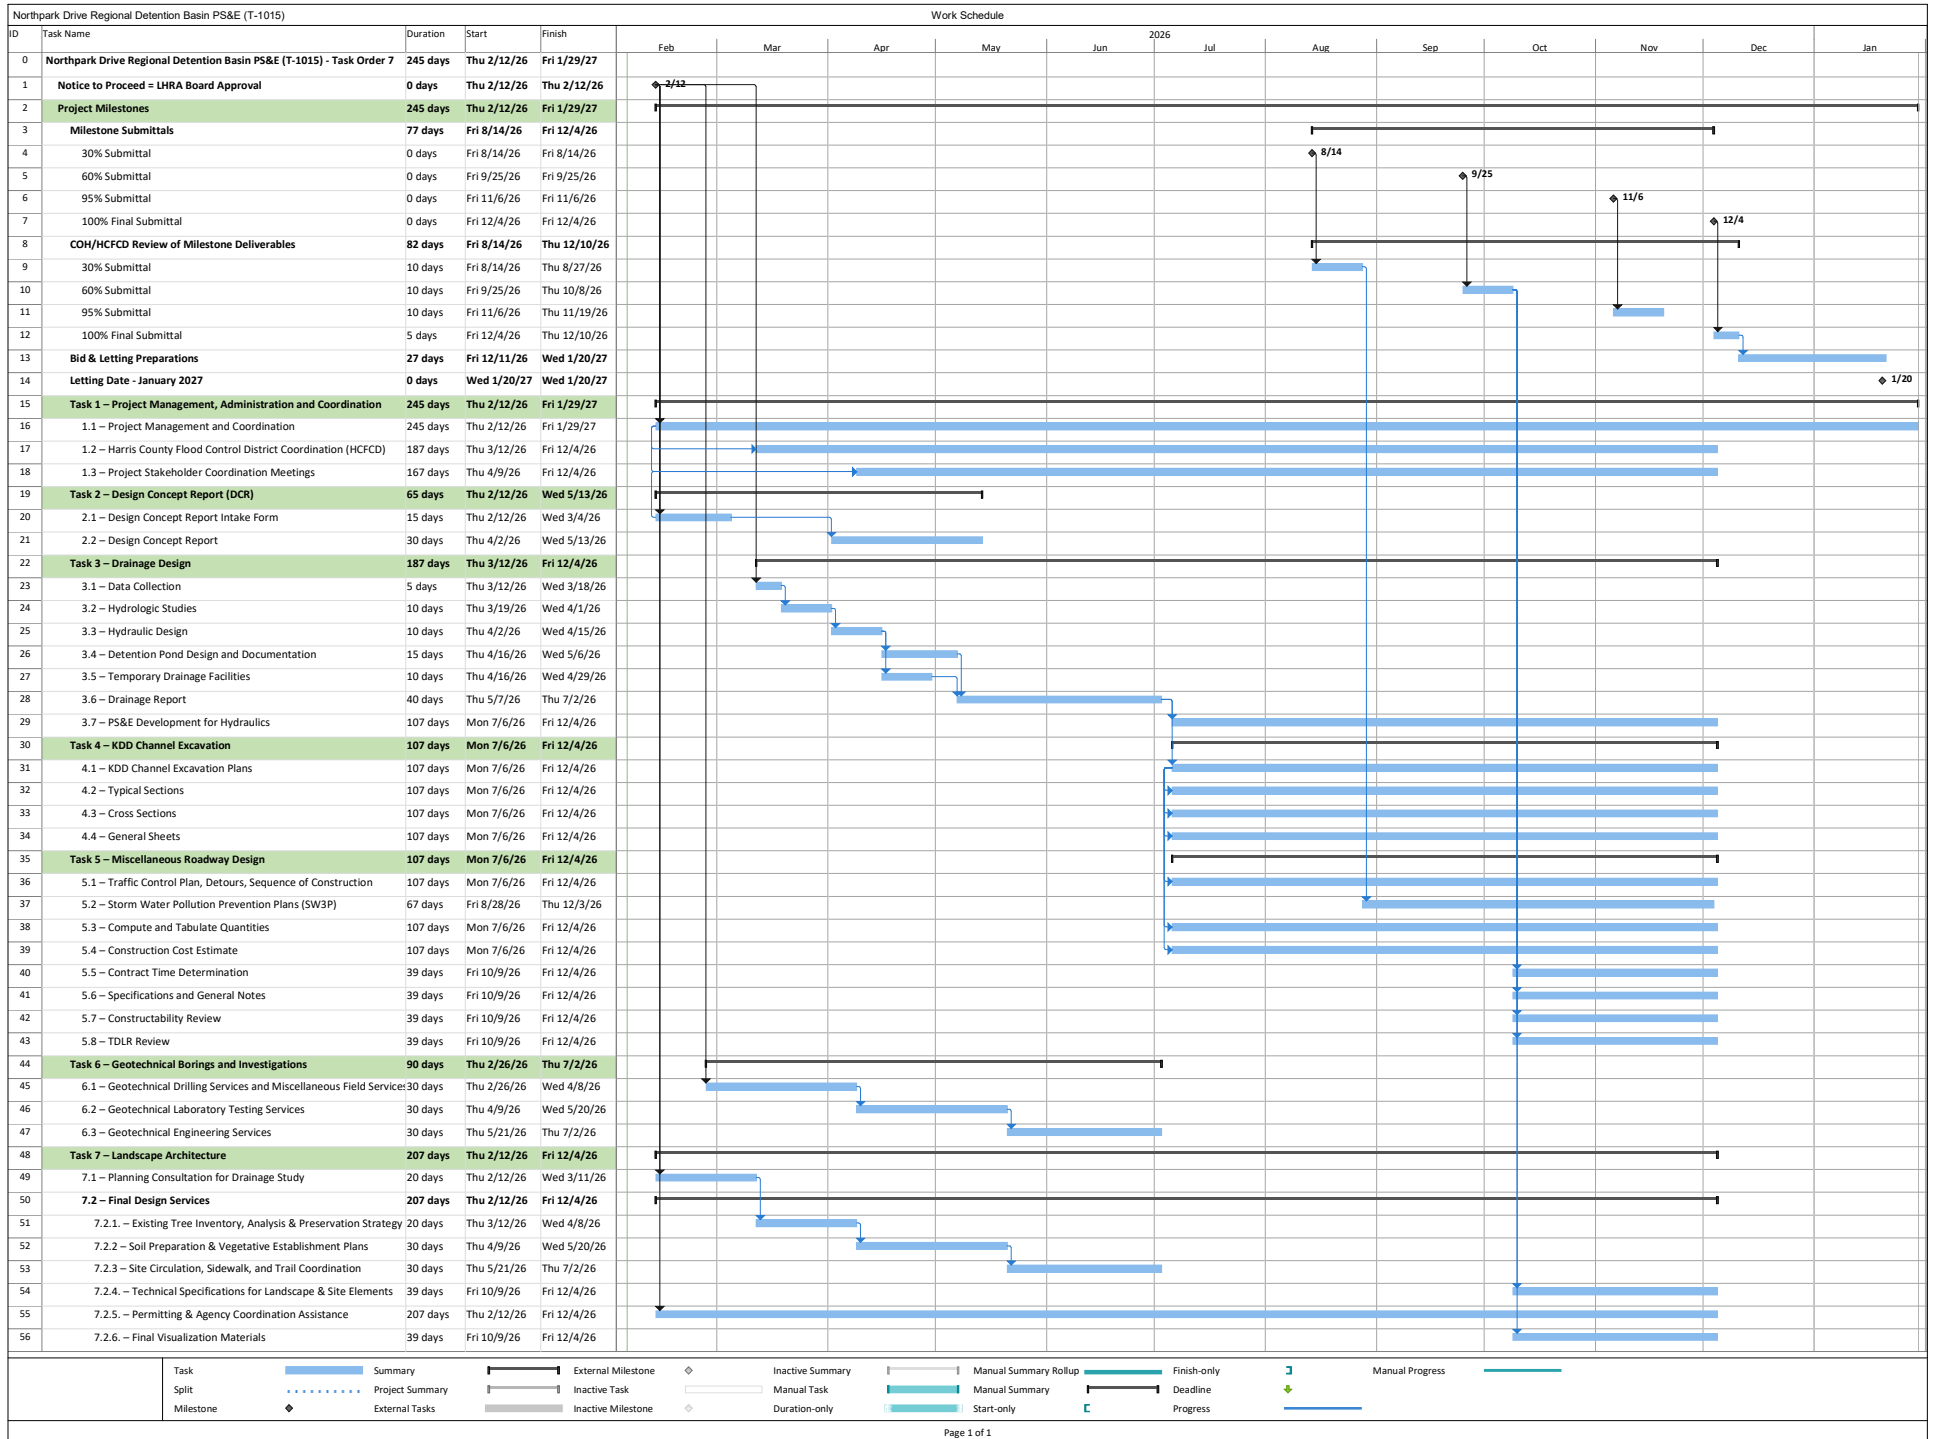 Northpark Drive Regional Detention Basin PS&E (T-1015) Work Schedule
ID Task Name Duration Start Finish 2026
Feb Mar Apr May Jun Jul Aug Sep Oct Nov Dec Jan
0 Northpark Drive Regional Detention Basin PS&E (T-1015) - Task Order 7 245 days Thu 2/12/26 Fri 1/29/27
1 Notice to Proceed = LHRA Board Approval 0 days Thu 2/12/26 Thu 2/12/26 2/12
2 Project Milestones 245 days Thu 2/12/26 Fri 1/29/27
3 Milestone Submittals 77 days Fri 8/14/26 Fri 12/4/26
4 30% Submittal 0 days Fri 8/14/26 Fri 8/14/26 8/14
5 60% Submittal 0 days Fri 9/25/26 Fri 9/25/26 9/25
6 95% Submittal 0 days Fri 11/6/26 Fri 11/6/26 11/6
7 100% Final Submittal 0 days Fri 12/4/26 Fri 12/4/26 12/4
8 COH/HCFCD Review of Milestone Deliverables 82 days Fri 8/14/26 Thu 12/10/26
9 30% Submittal 10 days Fri 8/14/26 Thu 8/27/26
10 60% Submittal 10 days Fri 9/25/26 Thu 10/8/26
11 95% Submittal 10 days Fri 11/6/26 Thu 11/19/26
12 100% Final Submittal 5 days Fri 12/4/26 Thu 12/10/26
13 Bid & Letting Preparations 27 days Fri 12/11/26 Wed 1/20/27
14 Letting Date - January 2027 0 days Wed 1/20/27 Wed 1/20/27 1/20
15 Task 1 – Project Management, Administration and Coordination 245 days Thu 2/12/26 Fri 1/29/27
16 1.1 – Project Management and Coordination 245 days Thu 2/12/26 Fri 1/29/27
17 1.2 – Harris County Flood Control District Coordination (HCFCD) 187 days Thu 3/12/26 Fri 12/4/26
18 1.3 – Project Stakeholder Coordination Meetings 167 days Thu 4/9/26 Fri 12/4/26
19 Task 2 – Design Concept Report (DCR) 65 days Thu 2/12/26 Wed 5/13/26
20 2.1 – Design Concept Report Intake Form 15 days Thu 2/12/26 Wed 3/4/26
21 2.2 – Design Concept Report 30 days Thu 4/2/26 Wed 5/13/26
22 Task 3 – Drainage Design 187 days Thu 3/12/26 Fri 12/4/26
23 3.1 – Data Collection 5 days Thu 3/12/26 Wed 3/18/26
24 3.2 – Hydrologic Studies 10 days Thu 3/19/26 Wed 4/1/26
25 3.3 – Hydraulic Design 10 days Thu 4/2/26 Wed 4/15/26
26 3.4 – Detention Pond Design and Documentation 15 days Thu 4/16/26 Wed 5/6/26
27 3.5 – Temporary Drainage Facilities 10 days Thu 4/16/26 Wed 4/29/26
28 3.6 – Drainage Report 40 days Thu 5/7/26 Thu 7/2/26
29 3.7 – PS&E Development for Hydraulics 107 days Mon 7/6/26 Fri 12/4/26
30 Task 4 – KDD Channel Excavation 107 days Mon 7/6/26 Fri 12/4/26
31 4.1 – KDD Channel Excavation Plans 107 days Mon 7/6/26 Fri 12/4/26
32 4.2 – Typical Sections 107 days Mon 7/6/26 Fri 12/4/26
33 4.3 – Cross Sections 107 days Mon 7/6/26 Fri 12/4/26
34 4.4 – General Sheets 107 days Mon 7/6/26 Fri 12/4/26
35 Task 5 – Miscellaneous Roadway Design 107 days Mon 7/6/26 Fri 12/4/26
36 5.1 – Traffic Control Plan, Detours, Sequence of Construction 107 days Mon 7/6/26 Fri 12/4/26
37 5.2 – Storm Water Pollution Prevention Plans (SW3P) 67 days Fri 8/28/26 Thu 12/3/26
38 5.3 – Compute and Tabulate Quantities 107 days Mon 7/6/26 Fri 12/4/26
39 5.4 – Construction Cost Estimate 107 days Mon 7/6/26 Fri 12/4/26
40 5.5 – Contract Time Determination 39 days Fri 10/9/26 Fri 12/4/26
41 5.6 – Specifications and General Notes 39 days Fri 10/9/26 Fri 12/4/26
42 5.7 – Constructability Review 39 days Fri 10/9/26 Fri 12/4/26
43 5.8 – TDLR Review 39 days Fri 10/9/26 Fri 12/4/26
44 Task 6 – Geotechnical Borings and Investigations 90 days Thu 2/26/26 Thu 7/2/26
45 6.1 – Geotechnical Drilling Services and Miscellaneous Field Services 30 days Thu 2/26/26 Wed 4/8/26
46 6.2 – Geotechnical Laboratory Testing Services 30 days Thu 4/9/26 Wed 5/20/26
47 6.3 – Geotechnical Engineering Services 30 days Thu 5/21/26 Thu 7/2/26
48 Task 7 – Landscape Architecture 207 days Thu 2/12/26 Fri 12/4/26
49 7.1 – Planning Consultation for Drainage Study 20 days Thu 2/12/26 Wed 3/11/26
50 7.2 – Final Design Services 207 days Thu 2/12/26 Fri 12/4/26
51 7.2.1. – Existing Tree Inventory, Analysis & Preservation Strategy 20 days Thu 3/12/26 Wed 4/8/26
52 7.2.2 – Soil Preparation & Vegetative Establishment Plans 30 days Thu 4/9/26 Wed 5/20/26
53 7.2.3 – Site Circulation, Sidewalk, and Trail Coordination 30 days Thu 5/21/26 Thu 7/2/26
54 7.2.4. – Technical Specifications for Landscape & Site Elements 39 days Fri 10/9/26 Fri 12/4/26
55 7.2.5. – Permitting & Agency Coordination Assistance 207 days Thu 2/12/26 Fri 12/4/26
56 7.2.6. – Final Visualization Materials 39 days Fri 10/9/26 Fri 12/4/26
Task Summary External Milestone Inactive Summary Manual Summary Rollup Finish-only Manual Progress
Split Project Summary Inactive Task Manual Task Manual Summary Deadline
Milestone External Tasks Inactive Milestone Duration-only Start-only Progress
Page 1 of 1